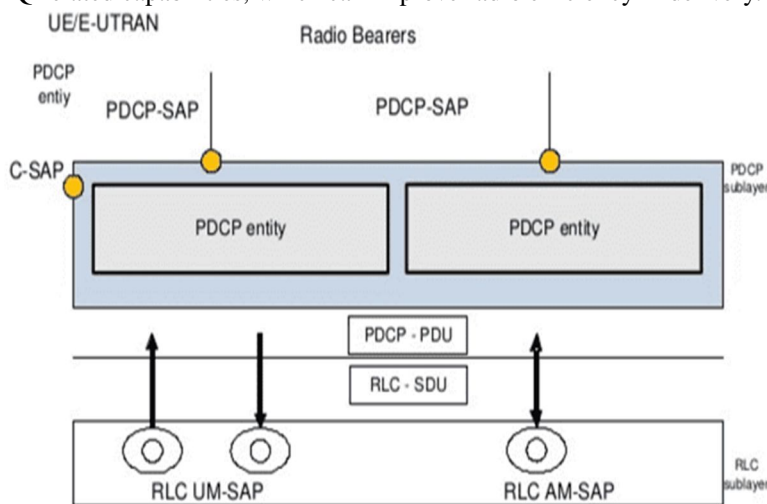 UE/E-UTRAN
Radio Bearers
PDCP
entiy
PDCP-SAP
PDCP-SAP
C-SAP
PDCP
sublayer
PDCP entity
PDCP entity
PDCP - PDU
RLC - SDU
RLC UM-SAP
RLC AM-SAP
RLC
sublayer